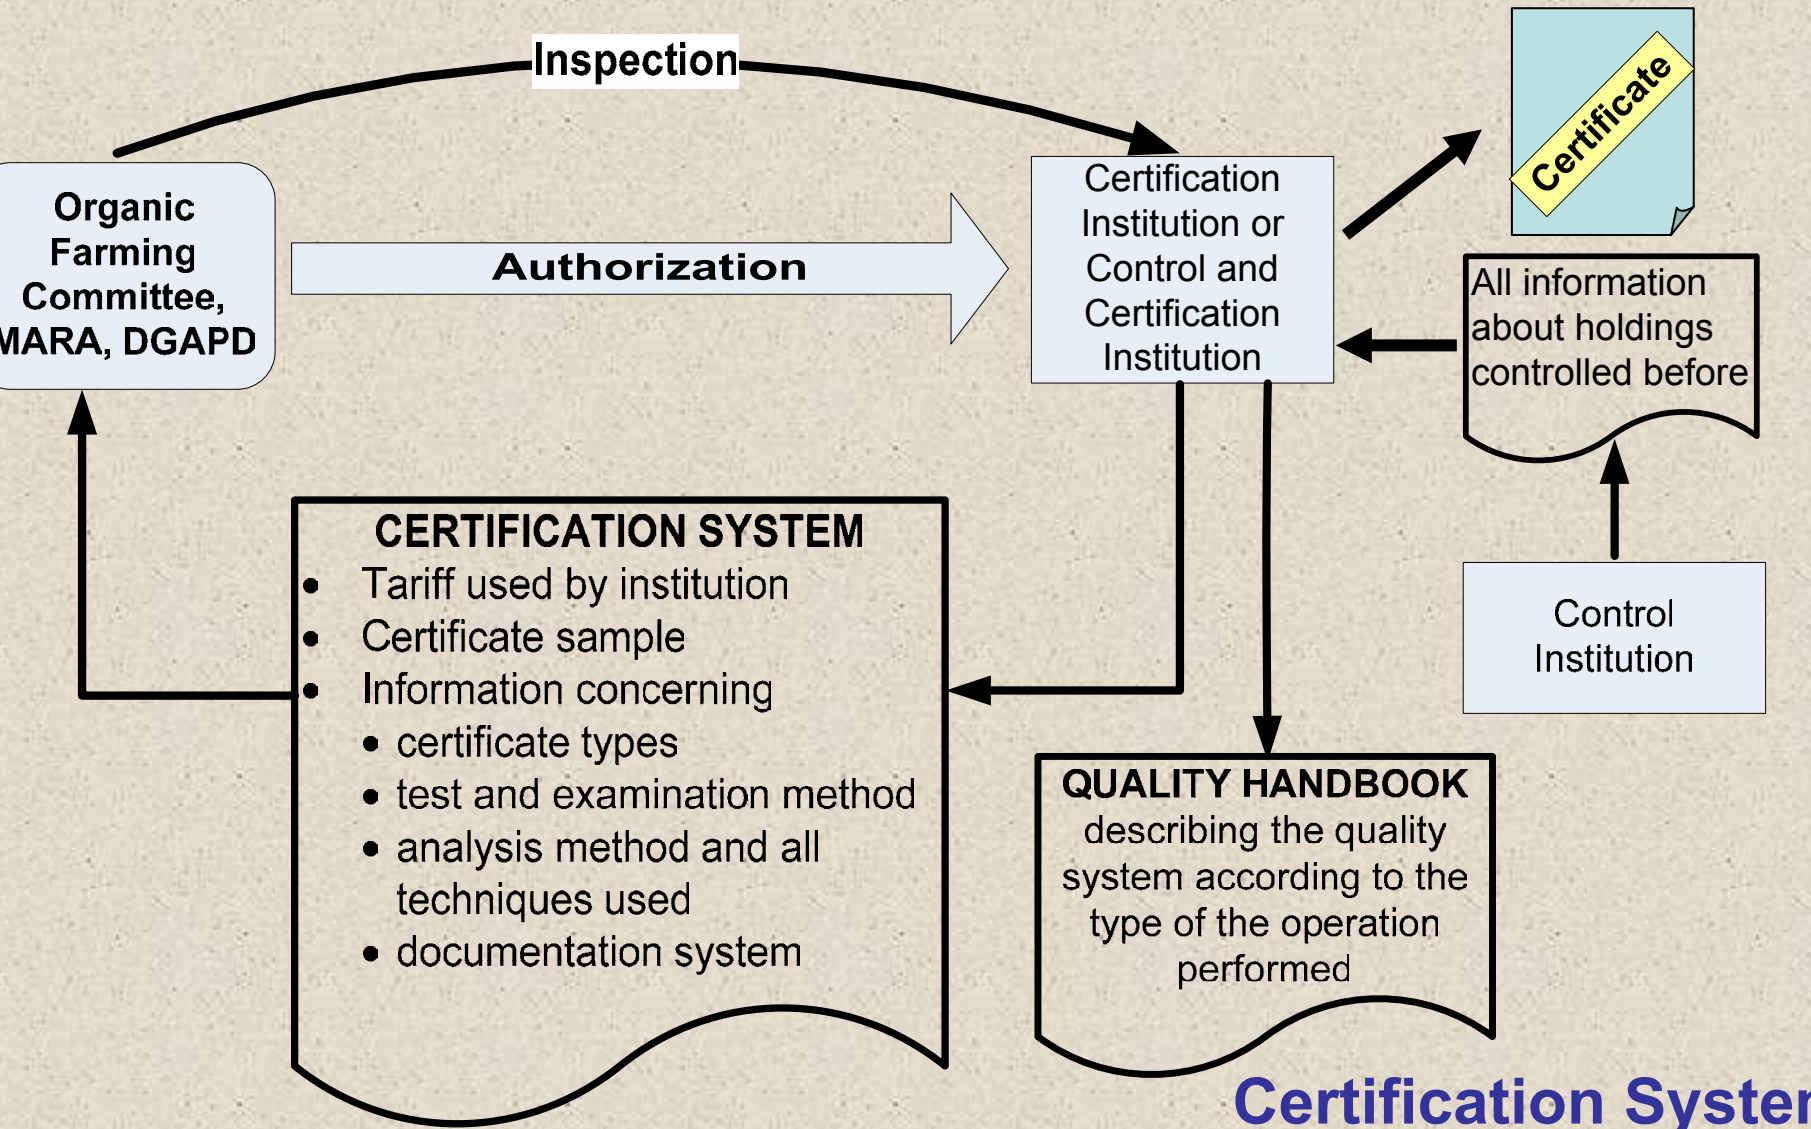 Inspection
Certificate
Organic
Farming
Committee,
MARA, DGAPD
Authorization
Certification
Institution or
Control and
Certification
Institution
All information
about holdings
controlled before
CERTIFICATION SYSTEM
• Tariff used by institution
• Certificate sample
• Information concerning
• certificate types
• test and examination method
• analysis method and all
techniques used
• documentation system
Control
Institution
QUALITY HANDBOOK
describing the quality
system according to the
type of the operation
performed
Certification System